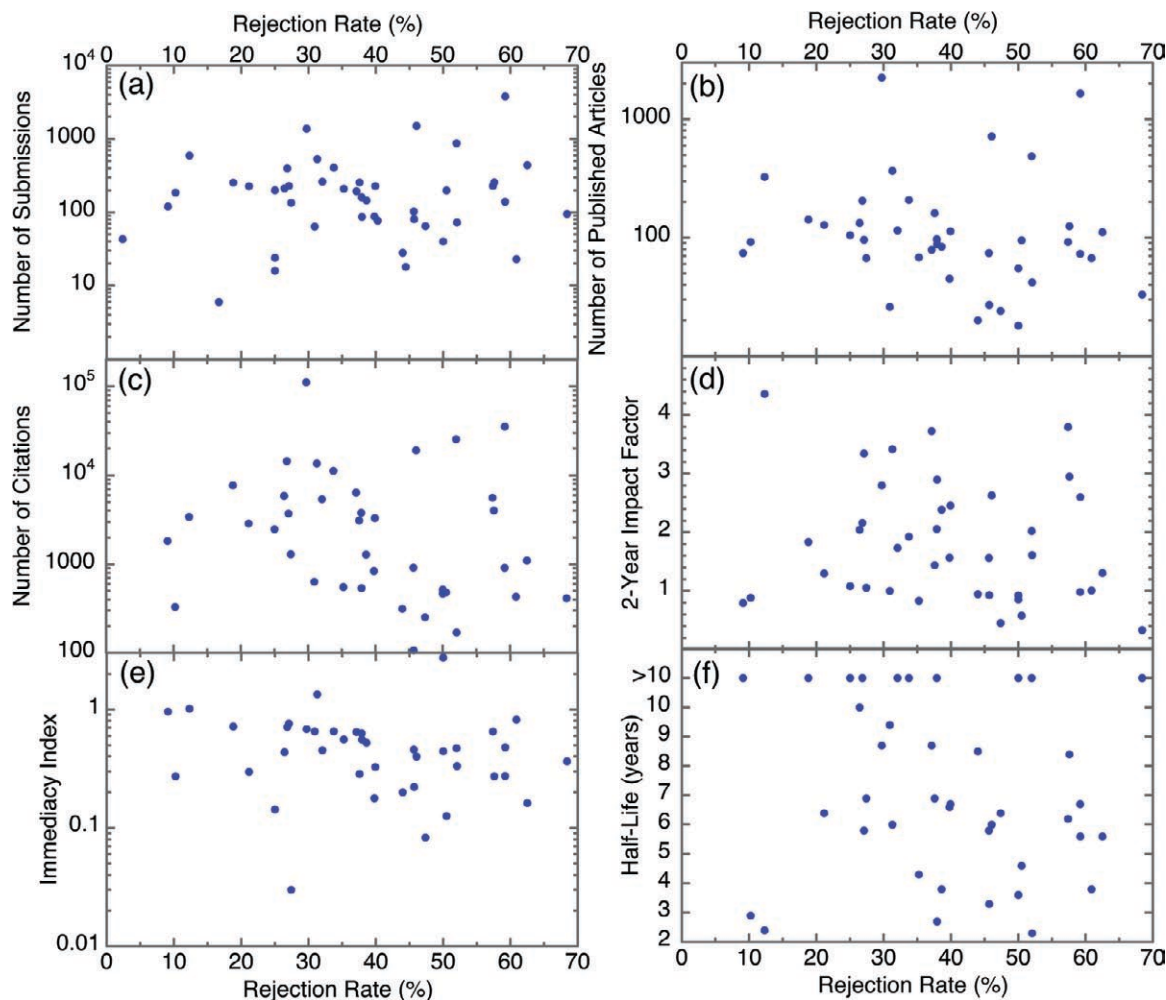 Rejection Rate (%)
0 10 20 30 40 50 60 70
Rejection Rate (%)
0 10 20 30 40 50 60 70
(a)
Number of Submissions
10⁴
1000
100
10
(b)
Number of Published Articles
1000
100
(c)
Number of Citations
10⁵
10⁴
1000
100
(d)
2-Year Impact Factor
4
3
2
1
(e)
Immediacy Index
1
0.1
0.01
0 10 20 30 40 50 60 70
Rejection Rate (%)
(f)
Half-Life (years)
>10
10
9
8
7
6
5
4
3
2
0 10 20 30 40 50 60 70
Rejection Rate (%)